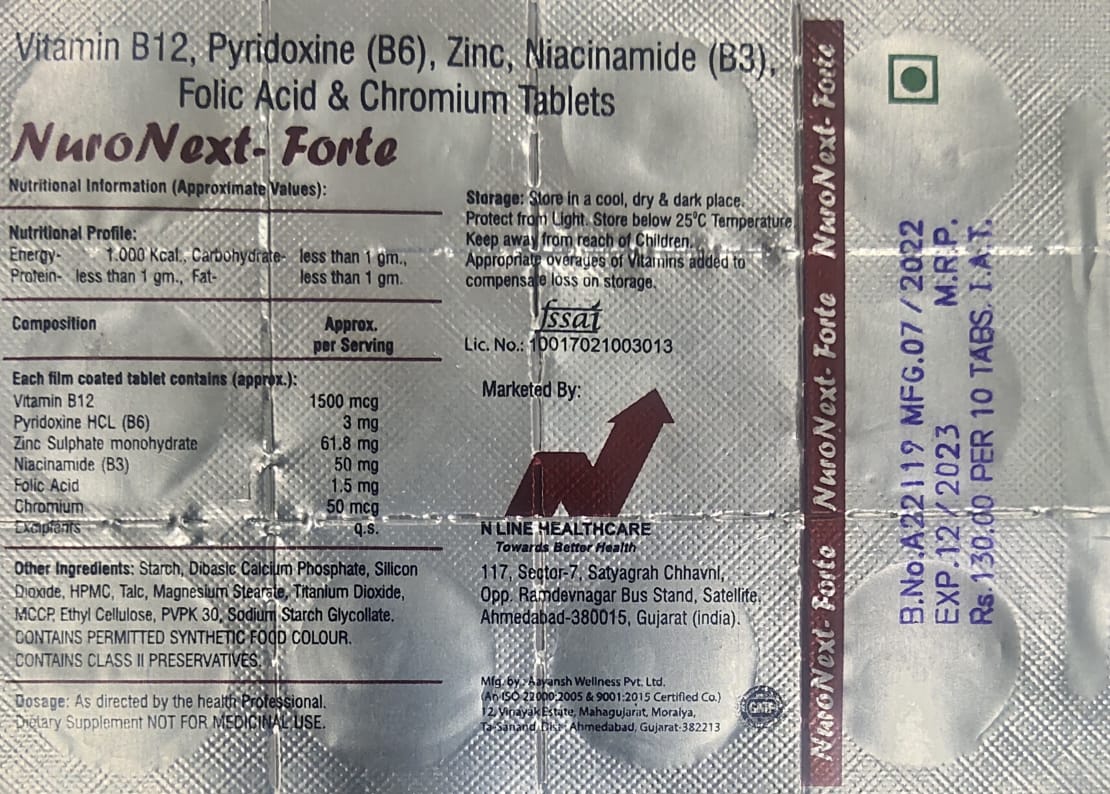 Vitamin B12, Pyridoxine (B6), Zinc, Niacinamide (B3),
Folic Acid & Chromium Tablets
NuroNext- Forte
Nutritional Information (Approximate Values):
Nutritional Profile:
Energy- 1.000 Kcal., Carbohydrate- less than 1 gm.,
Protein- less than 1 gm., Fat- less than 1 gm.
Composition Approx.
per Serving
Each film coated tablet contains (approx.):
Vitamin B12 1500 mcg
Pyridoxine HCL (B6) 3 mg
Zinc Sulphate monohydrate 61.8 mg
Niacinamide (B3) 50 mg
Folic Acid 1.5 mg
Chromium 50 mcg
Excipients q.s.
Other Ingredients: Starch, Dibasic Calcium Phosphate, Silicon
Dioxide, HPMC, Talc, Magnesium Stearate, Titanium Dioxide,
MCCP, Ethyl Cellulose, PVPK 30, Sodium Starch Glycollate.
CONTAINS PERMITTED SYNTHETIC FOOD COLOUR.
CONTAINS CLASS II PRESERVATIVES.
Dosage: As directed by the health Professional.
Dietary Supplement NOT FOR MEDICINAL USE.
Storage: Store in a cool, dry & dark place.
Protect from Light. Store below 25°C Temperature
Keep away from reach of Children.
Appropriate overages of Vitamins added to
compensate loss on storage.
fssai
Lic. No.: 10017021003013
Marketed By:
N LINE HEALTHCARE
Towards Better Health
117, Sector-7, Satyagrah Chhavni,
Opp. Ramdevnagar Bus Stand, Satellite,
Ahmedabad-380015, Gujarat (india).
Mfg. by : Aayansh Wellness Pvt. Ltd.
(An ISO 22000:2005 & 9001:2015 Certified Co.)
12, Vinayak Estate, Mahagujarat, Moraiya,
Ta-Sanand, Dist : Ahmedabad, Gujarat-382213
GMP
NuroNext- Forte NuroNext- Forte NuroNext- Forte
B.No.A22119 MFG.07/2022
EXP.12/2023 M.R.P.
Rs.130.00 PER 10 TABS. I.A.T.